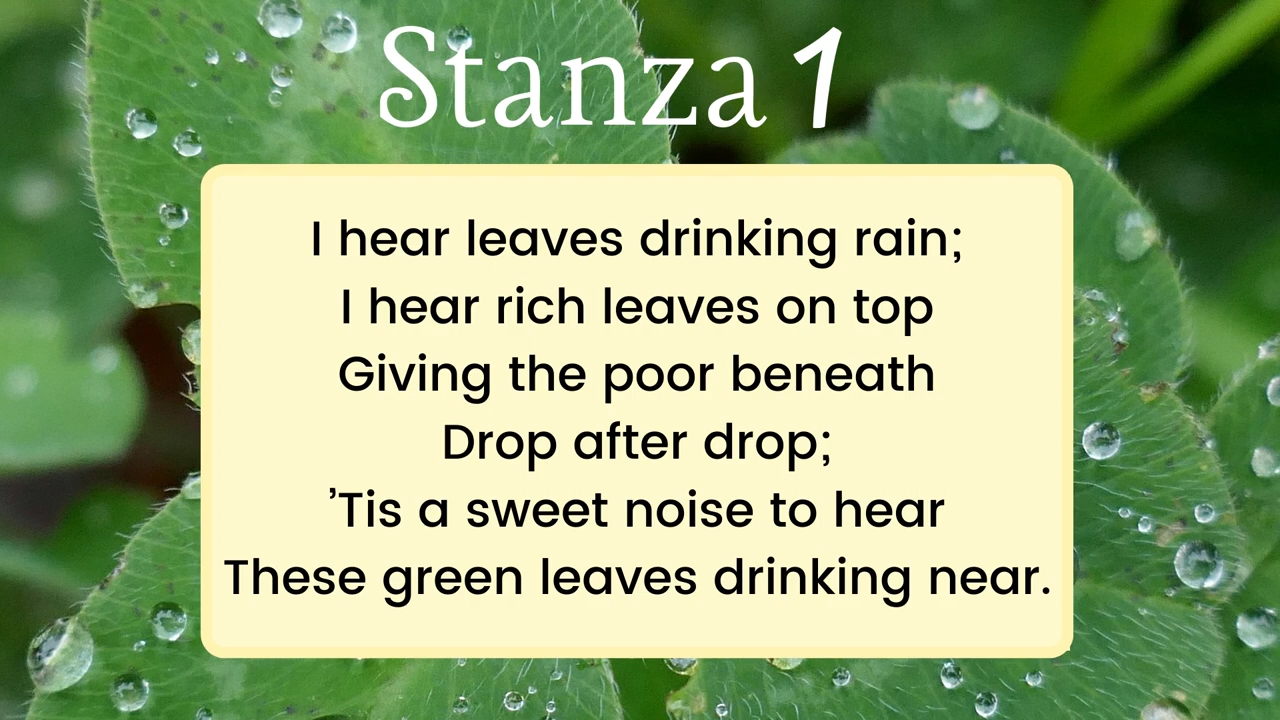 Stanza 1
I hear leaves drinking rain;
I hear rich leaves on top
Giving the poor beneath
Drop after drop;
’Tis a sweet noise to hear
These green leaves drinking near.